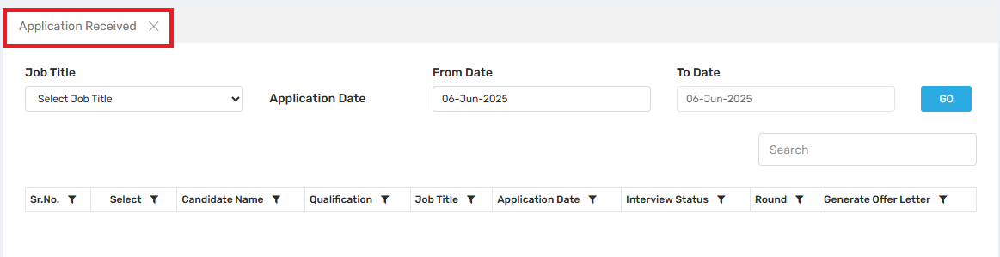 Application Received
Job Title From Date To Date
Select Job Title Application Date 06-Jun-2025 06-Jun-2025 GO
Search
Sr.No. Select Candidate Name Qualification Job Title Application Date Interview Status Round Generate Offer Letter